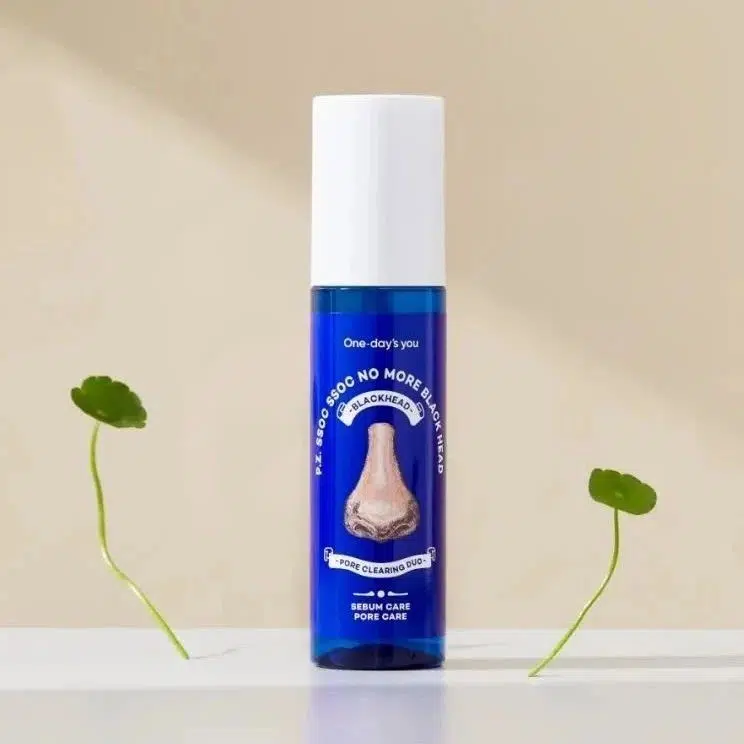 One-day's you
P.Z. SSOC SSOC NO MORE BLACK HEAD
-BLACKHEAD-
-PORE CLEARING DUO-
SEBUM CARE
PORE CARE